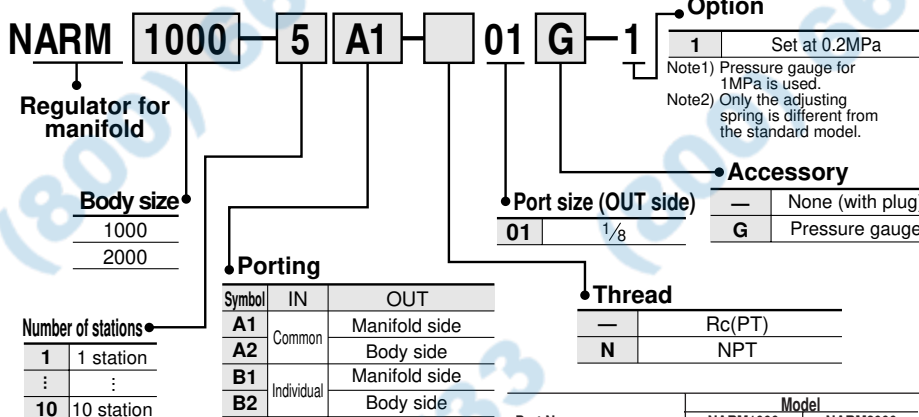 Option
NARM 1000 — 5 A1 — 01 G — 1
1 Set at 0.2MPa
Note1) Pressure gauge for
1MPa is used.
Note2) Only the adjusting
spring is different from
the standard model.
Regulator for
manifold
Accessory
— None (with plug)
G Pressure gauge
Body size
1000
2000
Port size (OUT side)
01 1/8
Porting
Symbol IN OUT
A1 Common Manifold side
A2 Body side
B1 Individual Manifold side
B2 Body side
Thread
— Rc(PT)
N NPT
Number of stations
1 1 station
⋮ ⋮
10 10 station
Model
(800)